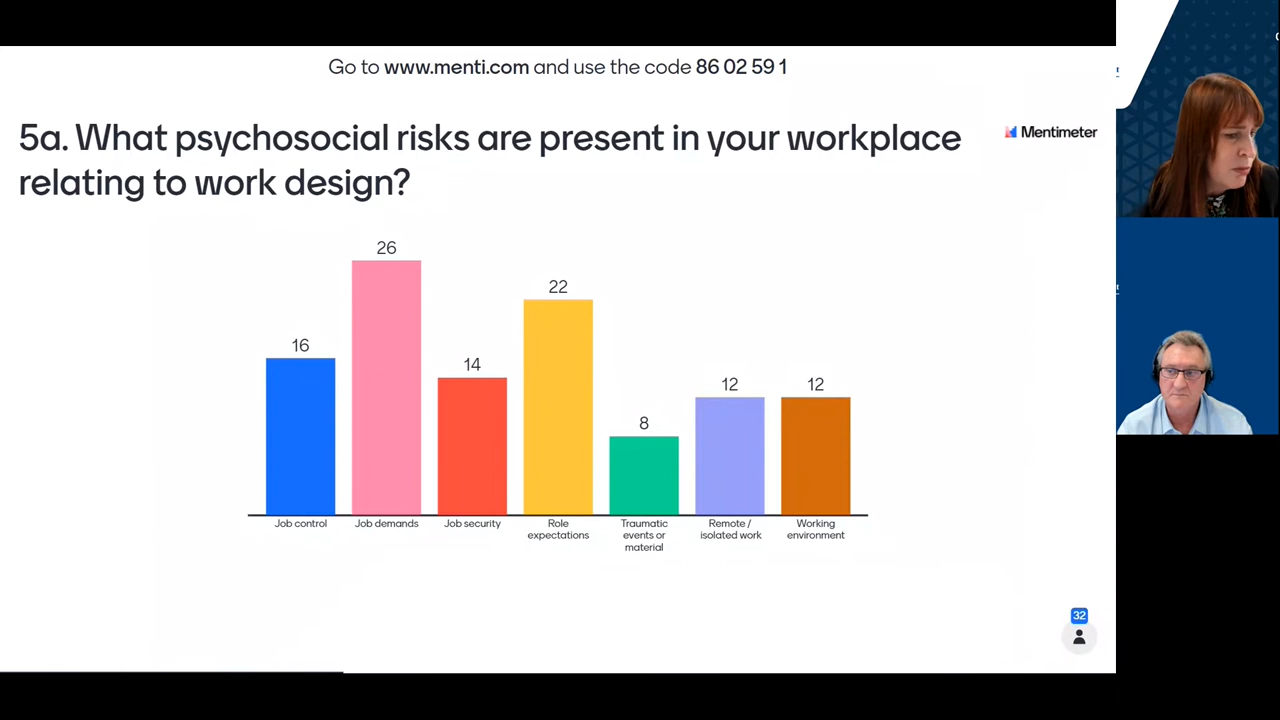 Go to www.menti.com and use the code 86 02 59 1
5a. What psychosocial risks are present in your workplace
relating to work design?
Mentimeter
26
22
16
14
12
12
8
Job control
Job demands
Job security
Role
expectations
Traumatic
events or
material
Remote /
isolated work
Working
environment
32